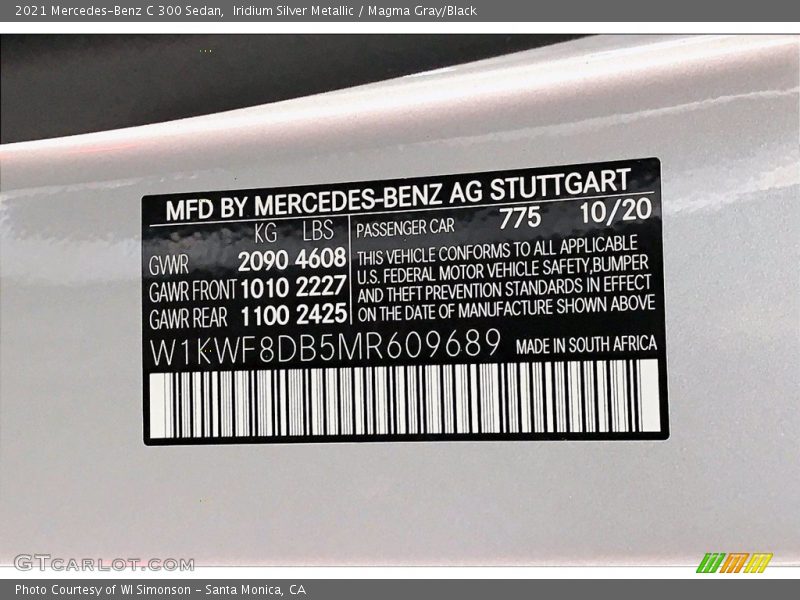 2021 Mercedes-Benz C 300 Sedan, Iridium Silver Metallic / Magma Gray/Black
MFD BY MERCEDES-BENZ AG STUTTGART
KG LBS PASSENGER CAR 775 10/20
GVWR 2090 4608
GAWR FRONT 1010 2227
GAWR REAR 1100 2425
THIS VEHICLE CONFORMS TO ALL APPLICABLE
U.S. FEDERAL MOTOR VEHICLE SAFETY,BUMPER
AND THEFT PREVENTION STANDARDS IN EFFECT
ON THE DATE OF MANUFACTURE SHOWN ABOVE
W1KWF8DB5MR609689 MADE IN SOUTH AFRICA
GTCARLOT.COM
Photo Courtesy of WI Simonson - Santa Monica, CA